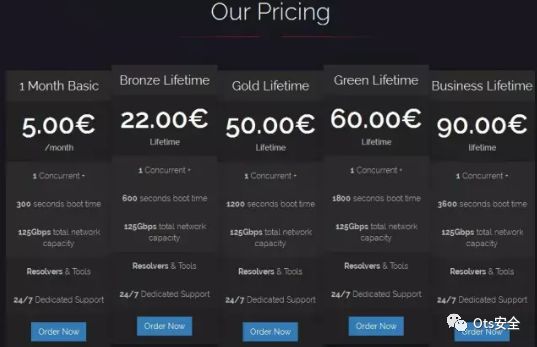 Our Pricing
1 Month Basic
5.00€
/month
1 Concurrent +
300 seconds boot time
125Gbps total network
capacity
Resolvers & Tools
24/7 Dedicated Support
Order Now
Bronze Lifetime
22.00€
Lifetime
1 Concurrent +
600 seconds boot time
125Gbps total network
capacity
Resolvers & Tools
24/7 Dedicated Support
Order Now
Gold Lifetime
50.00€
Lifetime
1 Concurrent +
1200 seconds boot time
125Gbps total network
capacity
Resolvers & Tools
24/7 Dedicated Support
Order Now
Green Lifetime
60.00€
Lifetime
1 Concurrent +
1800 seconds boot time
125Gbps total network
capacity
Resolvers & Tools
24/7 Dedicated Support
Order Now
Business Lifetime
90.00€
lifetime
1 Concurrent +
3600 seconds boot time
125Gbps total network
capacity
Resolvers & Tools
24/7 Dedicated Support
Ots安全